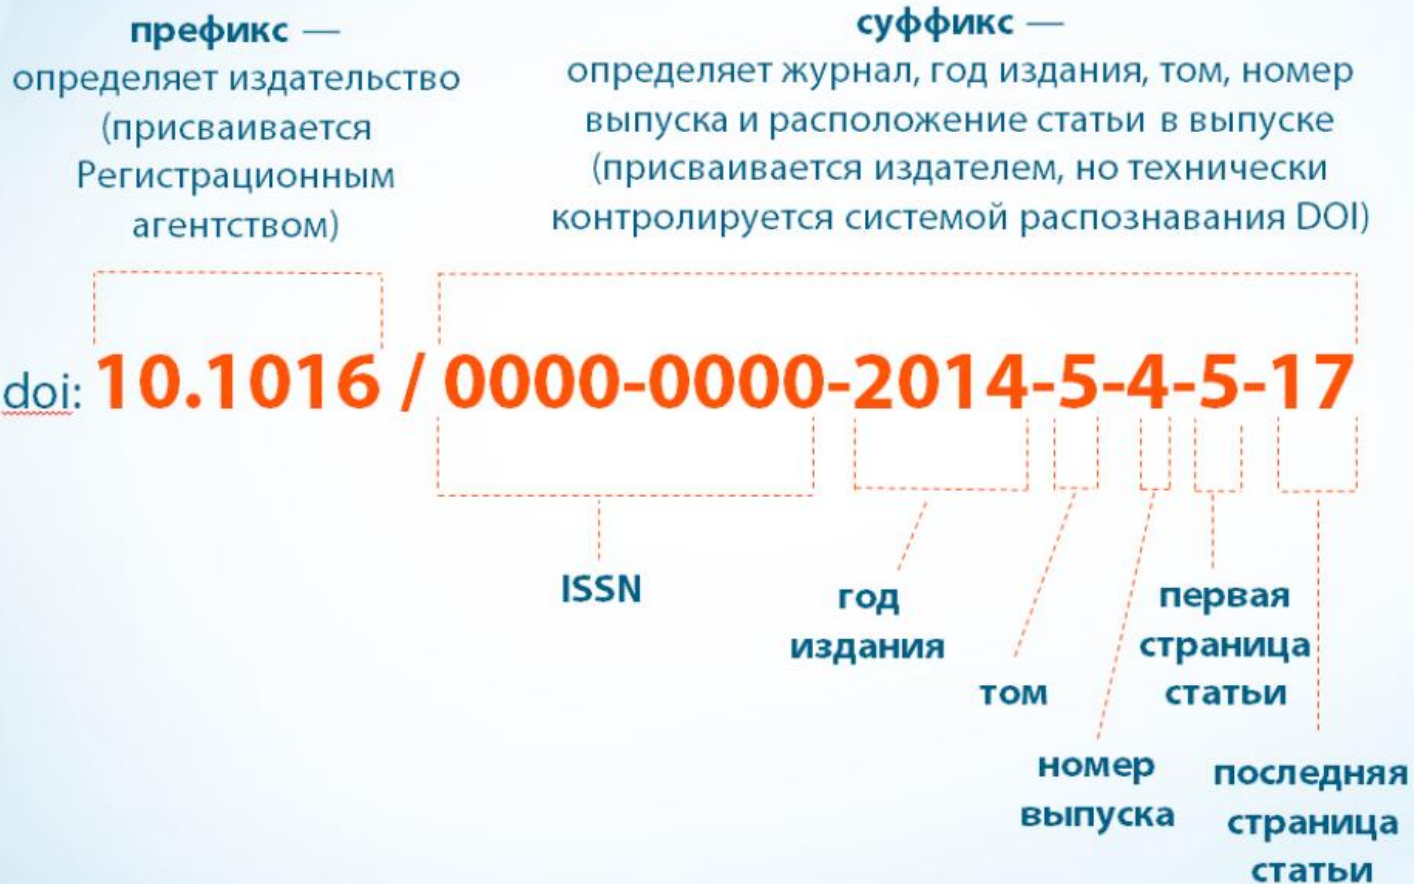 префикс —
определяет издательство
(присваивается
Регистрационным
агентством)
суффикс —
определяет журнал, год издания, том, номер
выпуска и расположение статьи в выпуске
(присваивается издателем, но технически
контролируется системой распознавания DOI)
doi: 10.1016 / 0000-0000-2014-5-4-5-17
ISSN
год
издания
том
номер
выпуска
первая
страница
статьи
последняя
страница
статьи